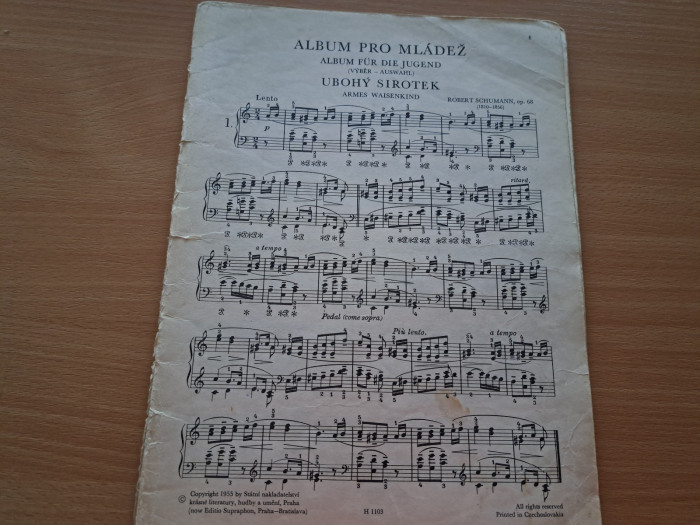 ALBUM PRO MLÁDEŽ
ALBUM FÜR DIE JUGEND
(VÝBĚR – AUSWAHL)
UBOHÝ SIROTEK
ARMES WAISENKIND
ROBERT SCHUMANN, op. 68
(1810–1856)
Lento
1.
p
ritard.
a tempo
Pedal (come sopra)
Più lento.
a tempo
© Copyright 1955 by Státní nakladatelství
krásné literatury, hudby a umění, Praha
(now Editio Supraphon, Praha–Bratislava)
H 1103
All rights reserved
Printed in Czechoslovakia